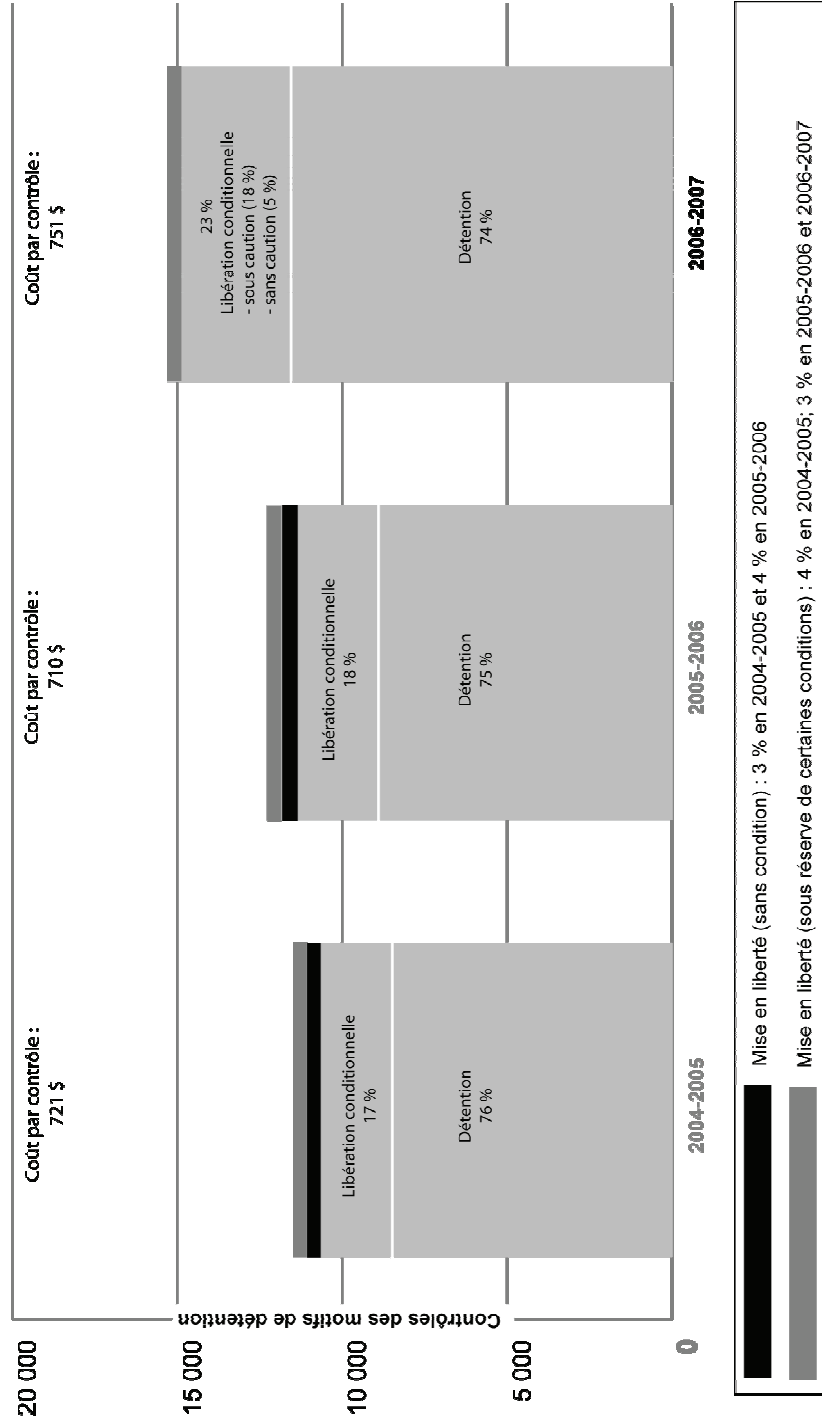 Coût par contrôle :
721 $
Coût par contrôle :
710 $
Coût par contrôle :
751 $
20 000
15 000
10 000
5 000
0
Contrôles des motifs de détention
Libération conditionnelle
17 %
Détention
76 %
Libération conditionnelle
18 %
Détention
75 %
23 %
Libération conditionnelle
- sous caution (18 %)
- sans caution (5 %)
Détention
74 %
2004-2005
2005-2006
2006-2007
Mise en liberté (sans condition) : 3 % en 2004-2005 et 4 % en 2005-2006
Mise en liberté (sous réserve de certaines conditions) : 4 % en 2004-2005; 3 % en 2005-2006 et 2006-2007